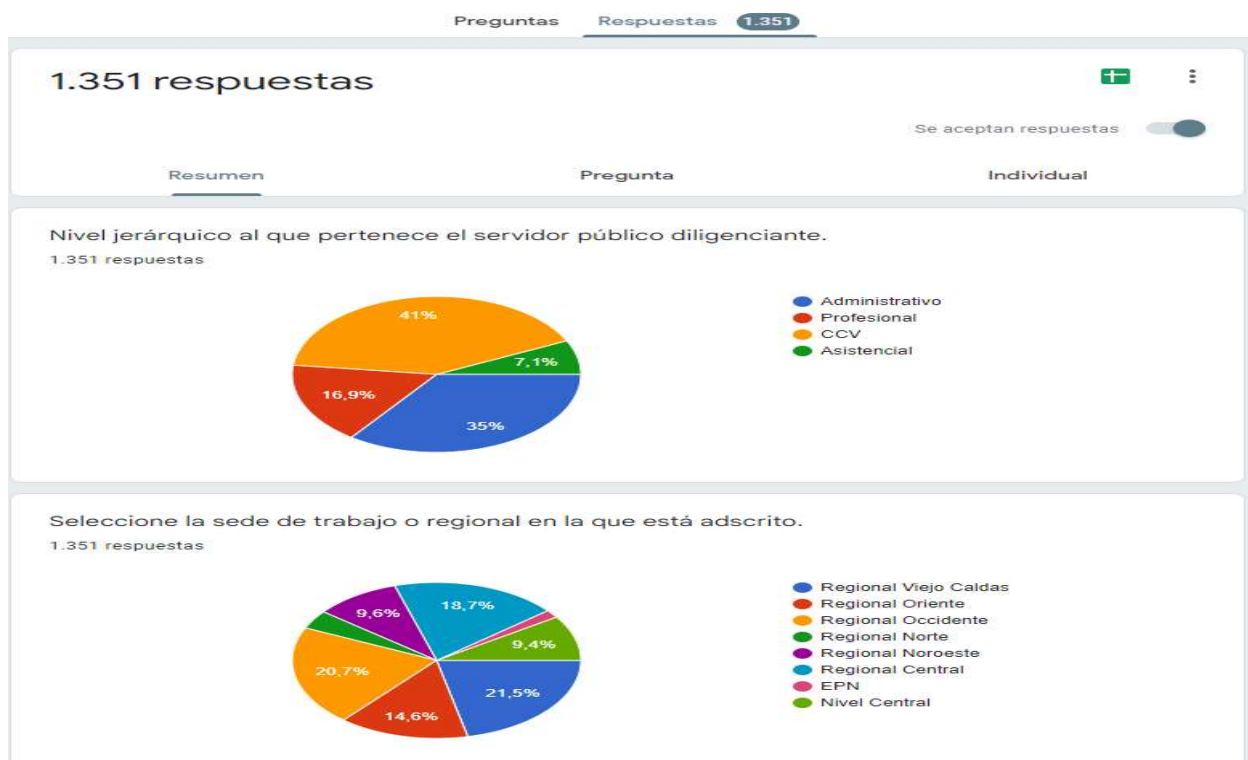 Preguntas Respuestas 1.351
1.351 respuestas
Se aceptan respuestas
Resumen Pregunta Individual
Nivel jerárquico al que pertenece el servidor público diligenciante.
1.351 respuestas
41%
7,1%
16,9%
35%
Administrativo
Profesional
CCV
Asistencial
Seleccione la sede de trabajo o regional en la que está adscrito.
1.351 respuestas
9,6%
18,7%
9,4%
20,7%
21,5%
14,6%
Regional Viejo Caldas
Regional Oriente
Regional Occidente
Regional Norte
Regional Noroeste
Regional Central
EPN
Nivel Central